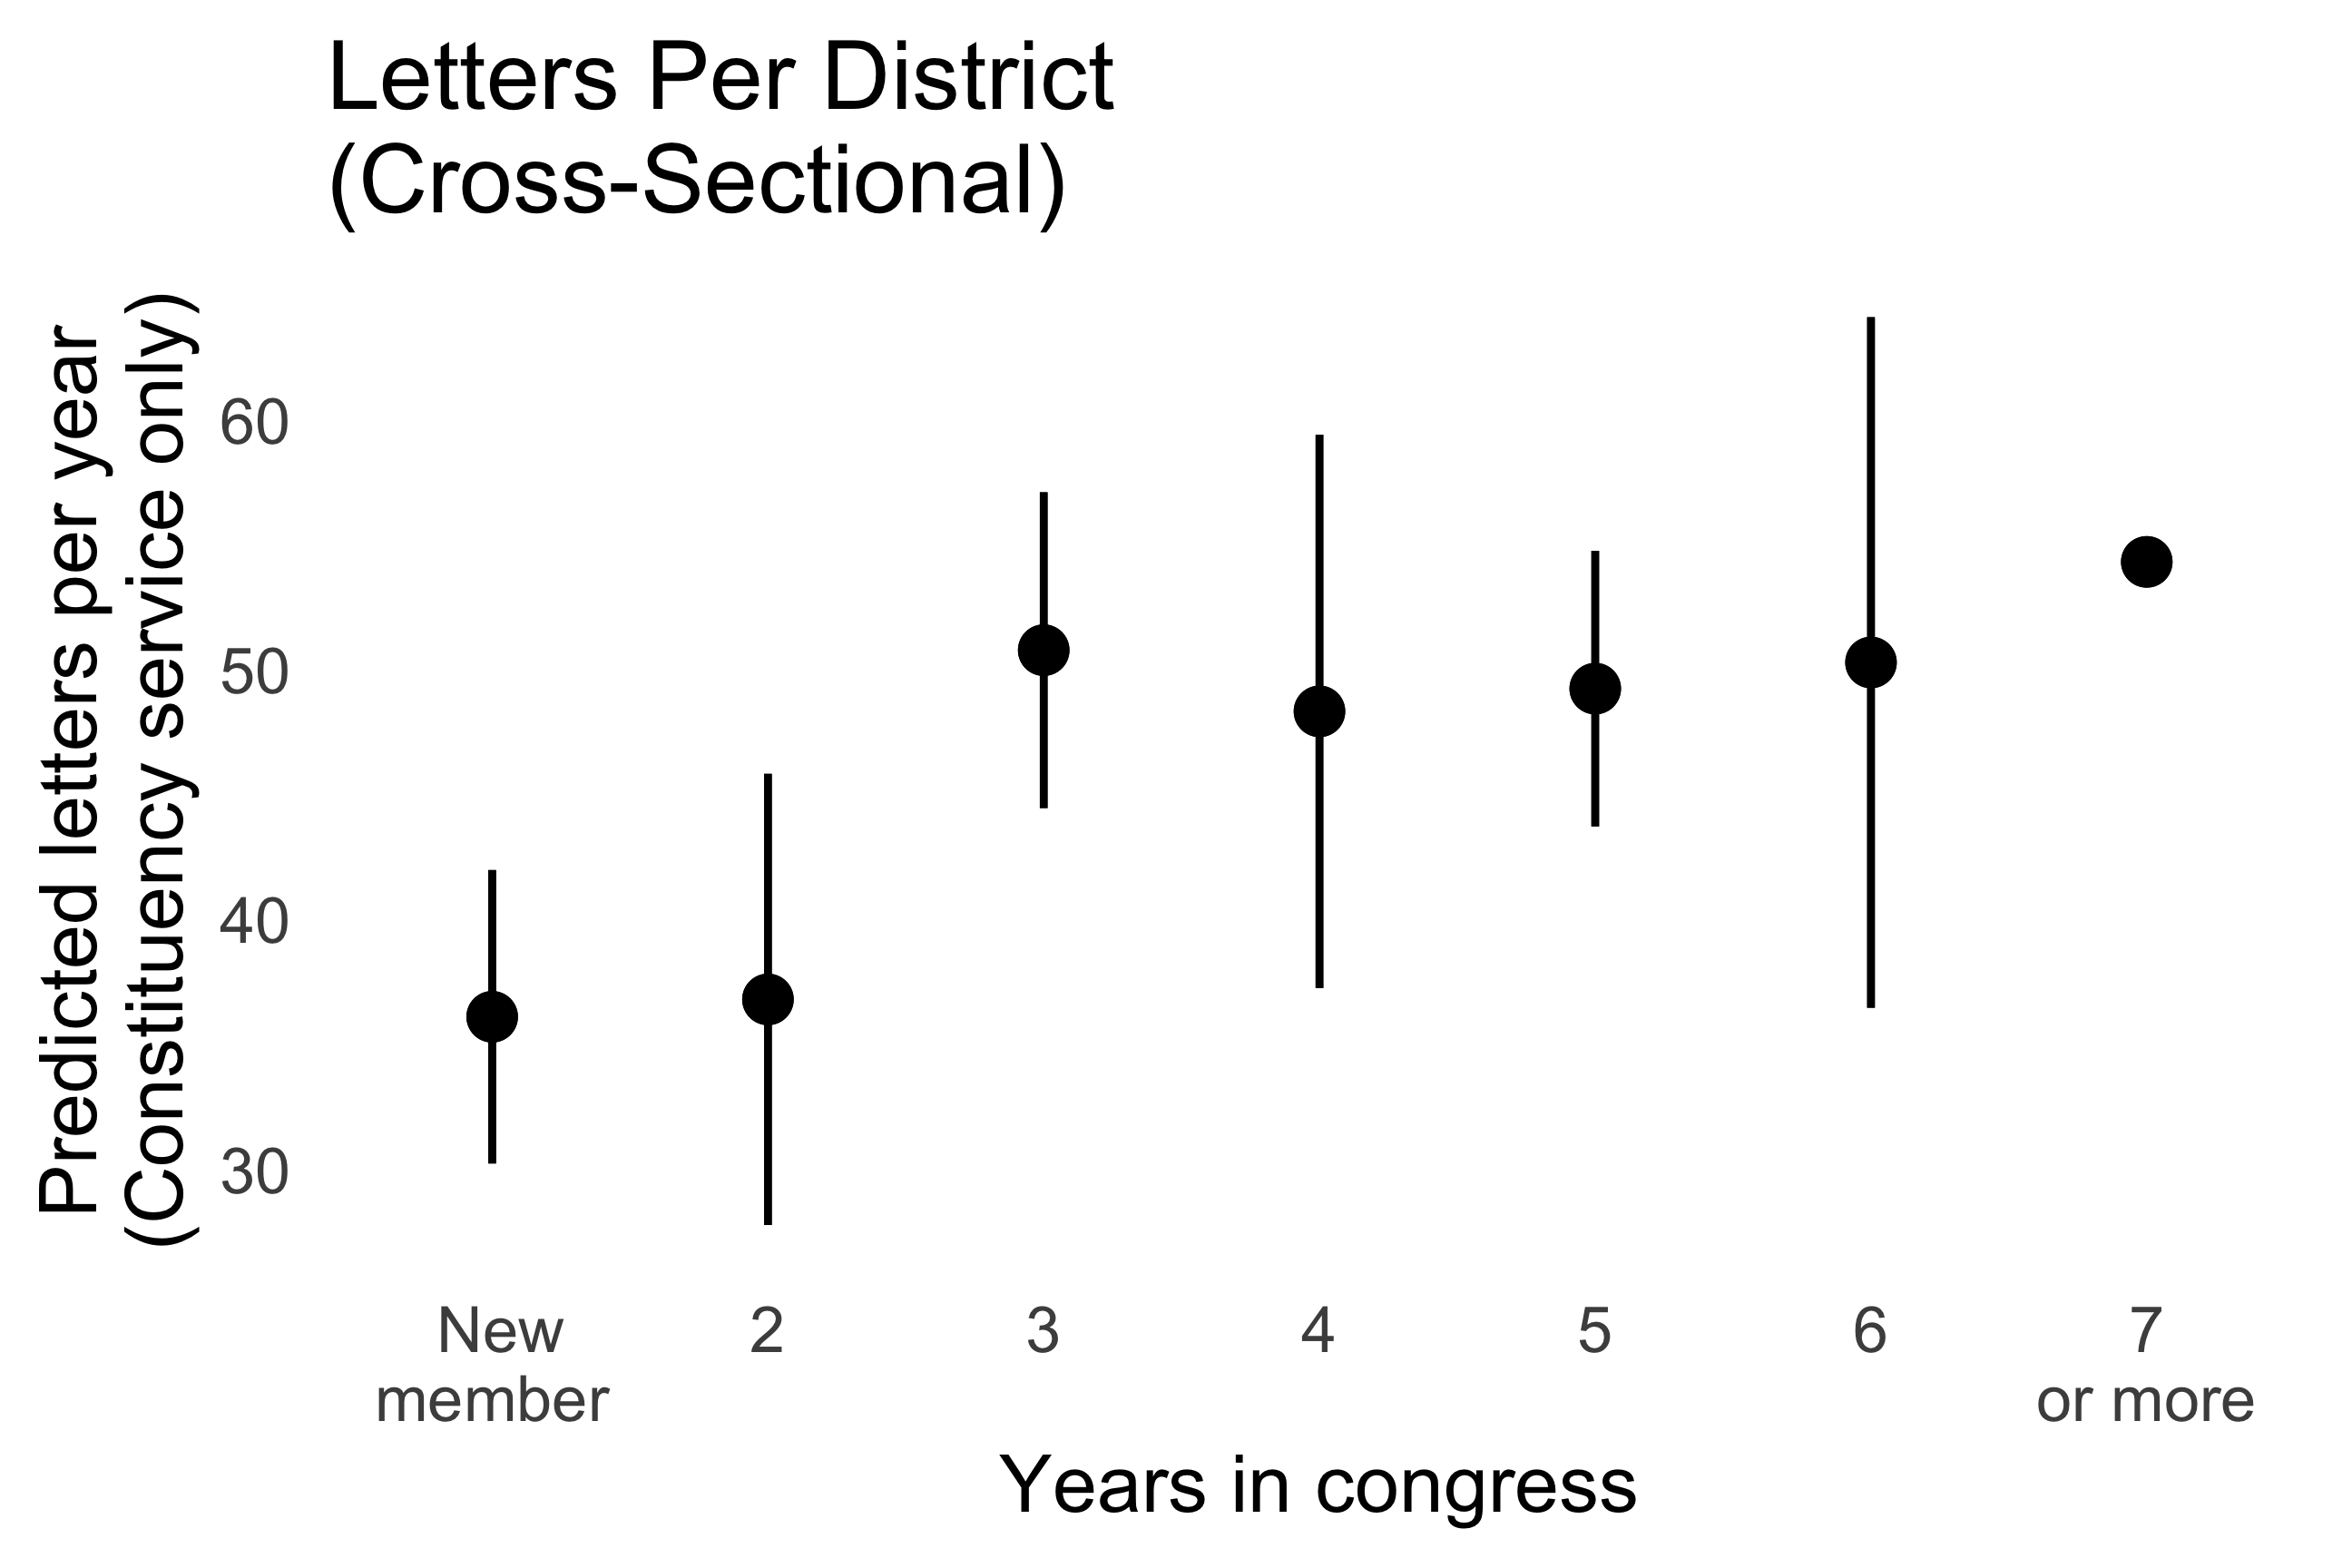 Letters Per District
(Cross-Sectional)
Predicted letters per year
(Constituency service only)
60
50
40
30
New
member
2
3
4
5
6
7
or more
Years in congress